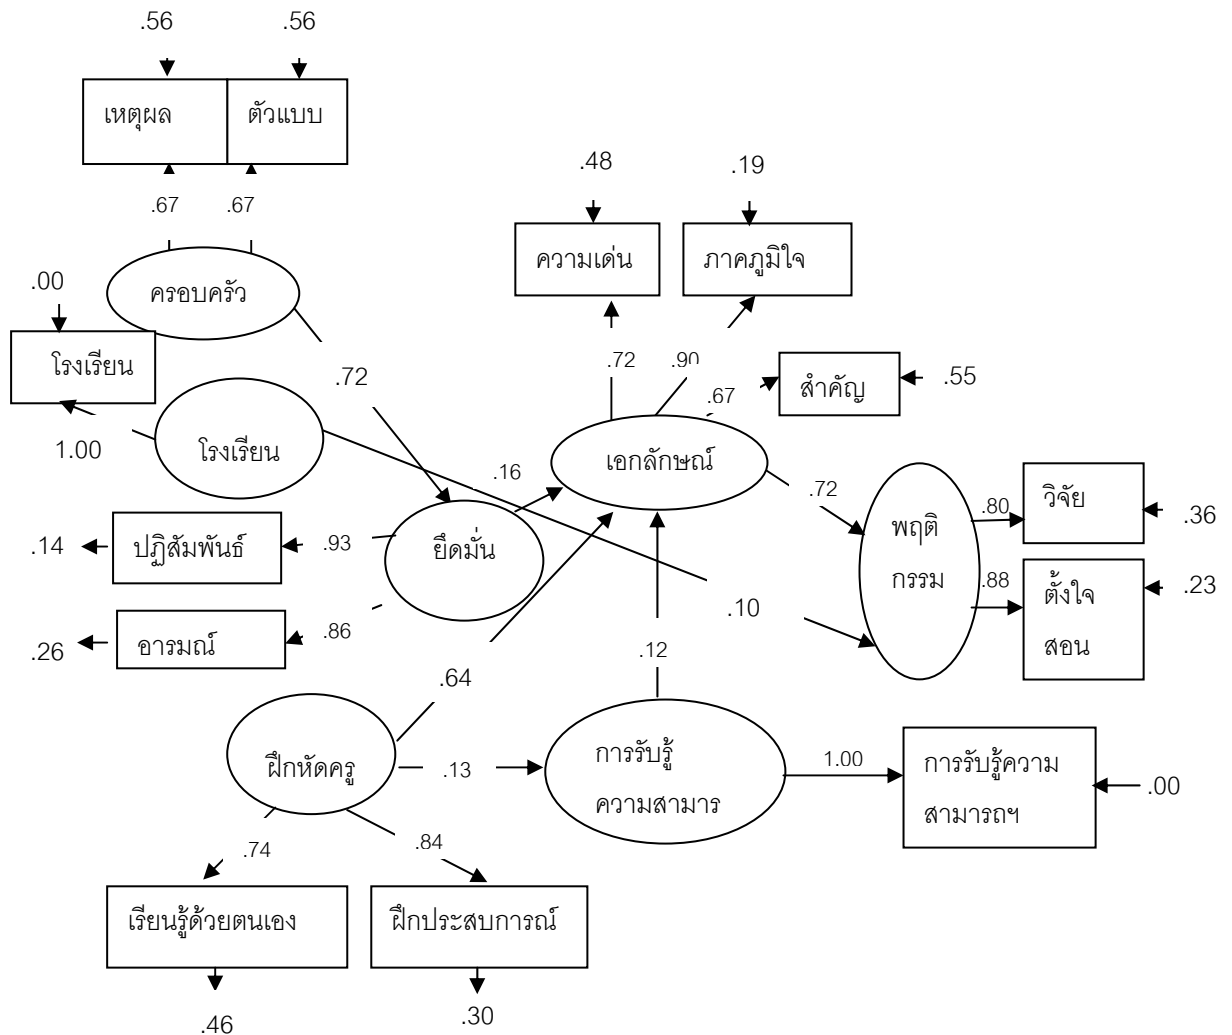 .56
.56
เหตุผล
ตัวแบบ
.48
.19
.67
.67
ความเด่น
ภาคภูมิใจ
.00
ครอบครัว
โรงเรียน
.72
.72
.90
สำคัญ
.55
.67
1.00
โรงเรียน
เอกลักษณ์
.16
.72
วิจัย
.80
.36
พฤติ
กรรม
.14
ปฏิสัมพันธ์
.93
ยึดมั่น
.88
ตั้งใจ
สอน
.23
.10
.26
อารมณ์
.86
.12
.64
ฝึกหัดครู
.13
การรับรู้
ความสามาร
1.00
การรับรู้ความ
สามารถฯ
.00
.74
.84
เรียนรู้ด้วยตนเอง
ฝึกประสบการณ์
.46
.30